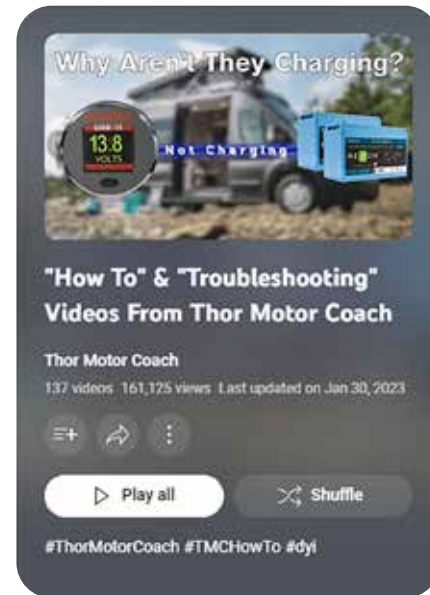 Why Aren't They Charging?
13.8
VOLTS
Not Charging
"How To" & "Troubleshooting"
Videos From Thor Motor Coach
Thor Motor Coach
137 videos 161,125 views Last updated on Jan 30, 2023
Play all
Shuffle
#ThorMotorCoach #TMCHowTo #dyi